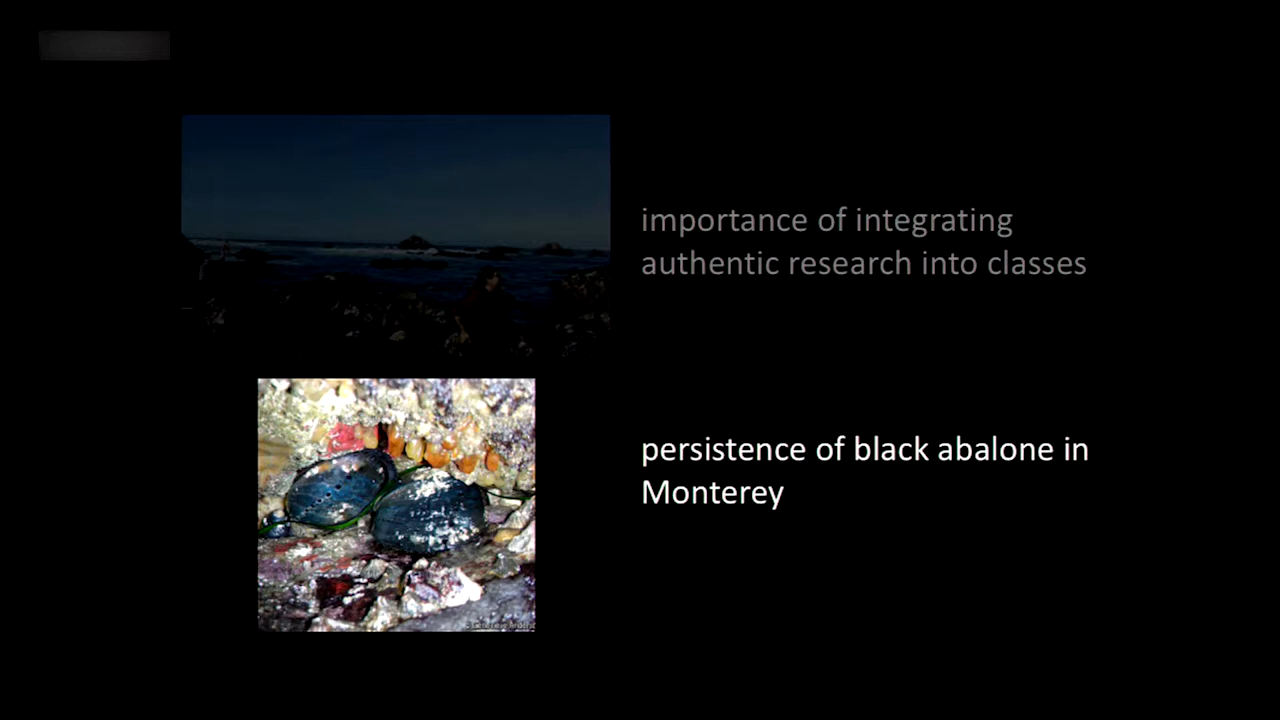 importance of integrating
authentic research into classes
persistence of black abalone in
Monterey